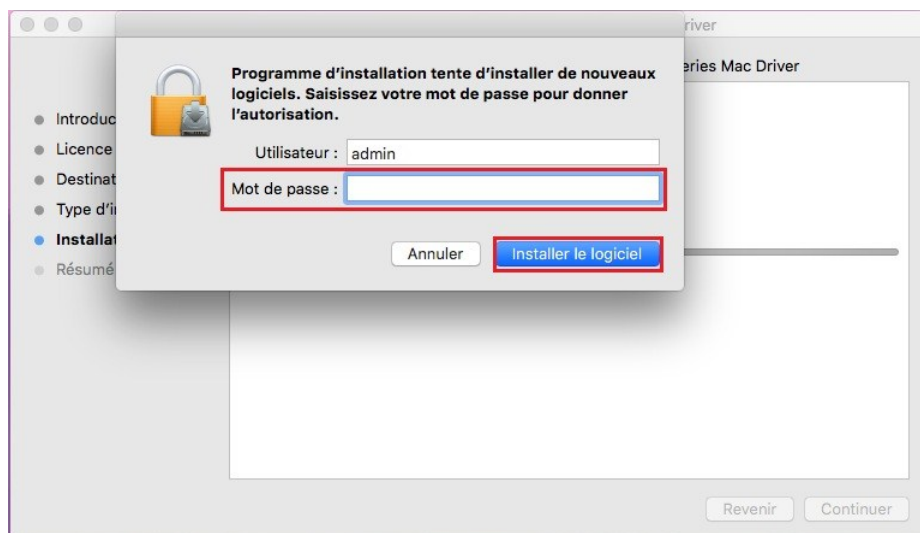 river
eries Mac Driver
Programme d'installation tente d'installer de nouveaux
logiciels. Saisissez votre mot de passe pour donner
l'autorisation.
Utilisateur : admin
Mot de passe :
Annuler
Installer le logiciel
Introduc
Licence
Destinat
Type d'i
Installat
Résumé
Revenir
Continuer